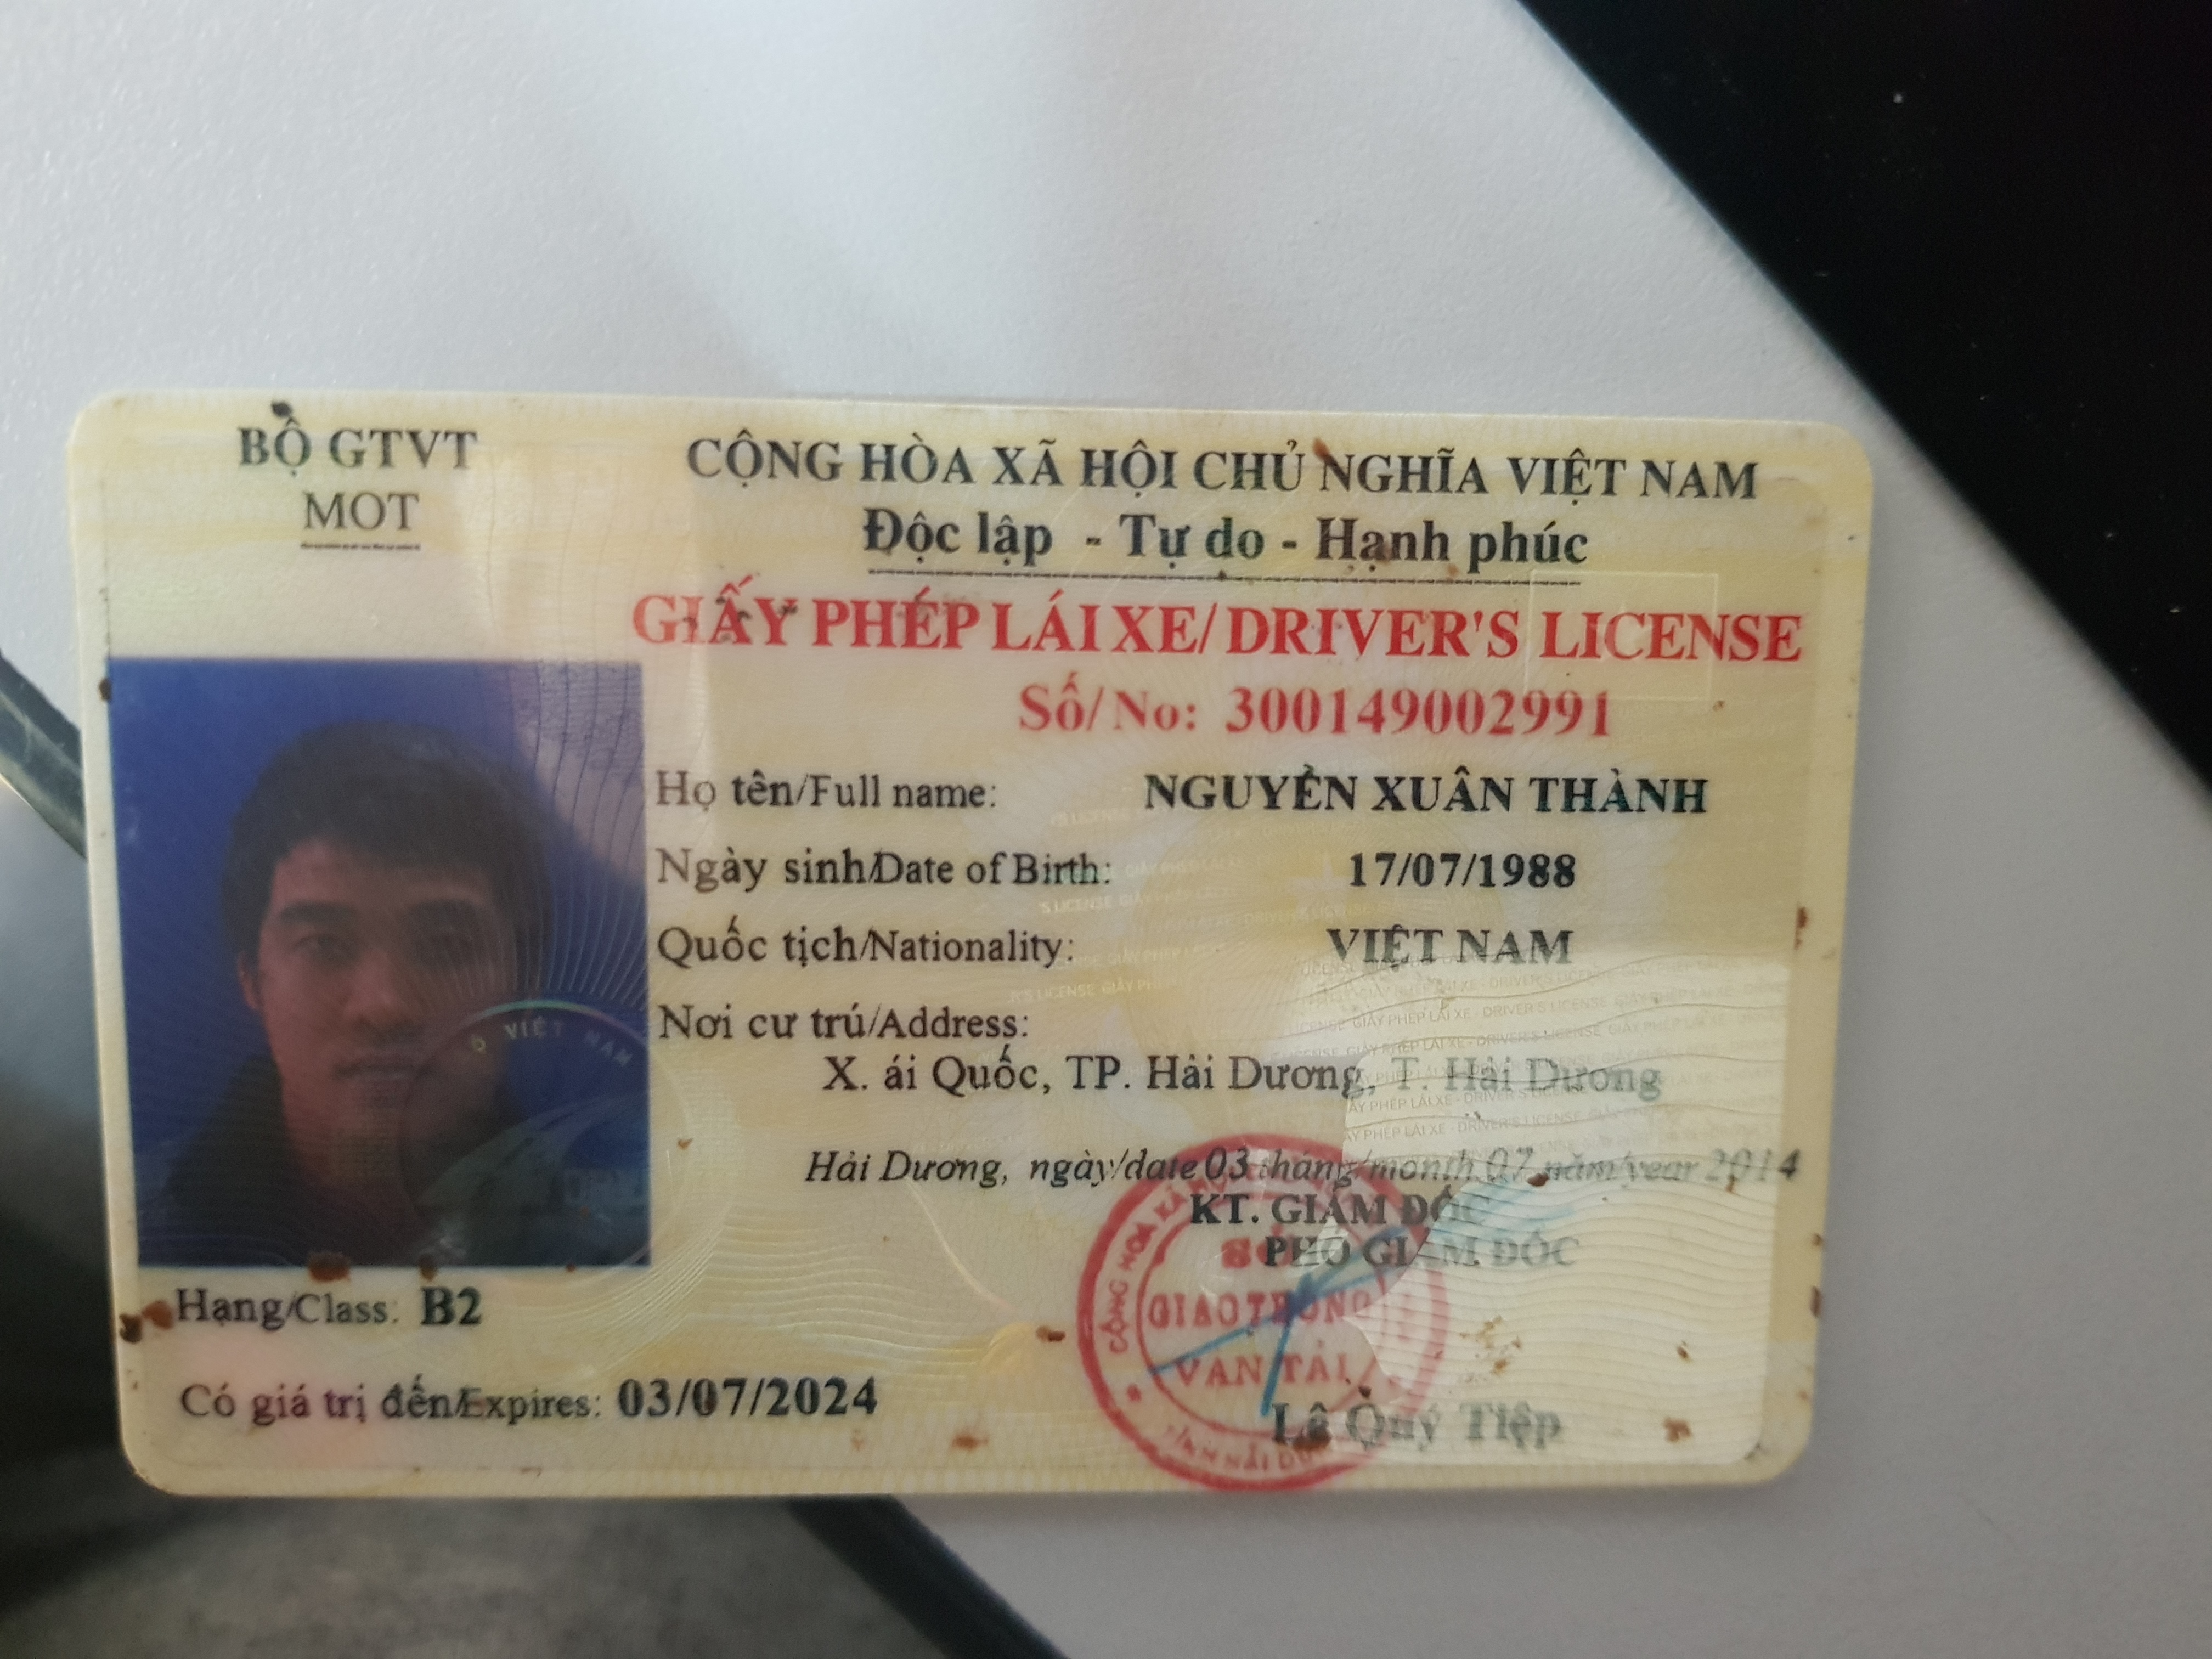 BỘ GTVT
MOT
CỘNG HÒA XÃ HỘI CHỦ NGHĨA VIỆT NAM
Độc lập - Tự do - Hạnh phúc
GIẤY PHÉP LÁI XE/DRIVER'S LICENSE
Số/No: 300149002991
Họ tên/Full name: NGUYỄN XUÂN THÀNH
Ngày sinh/Date of Birth: 17/07/1988
Quốc tịch/Nationality: VIỆT NAM
Nơi cư trú/Address:
X. ái Quốc, TP. Hải Dương, T. Hải Dương
Hải Dương, ngày/date 03 tháng/month 07 năm/year 2014
KT. GIÁM ĐỐC
PHÓ GIÁM ĐỐC
SỞ
GIAO THÔNG
VẬN TẢI
Lê Quý Tiệp
Hạng/Class: B2
Có giá trị đến/Expires: 03/07/2024